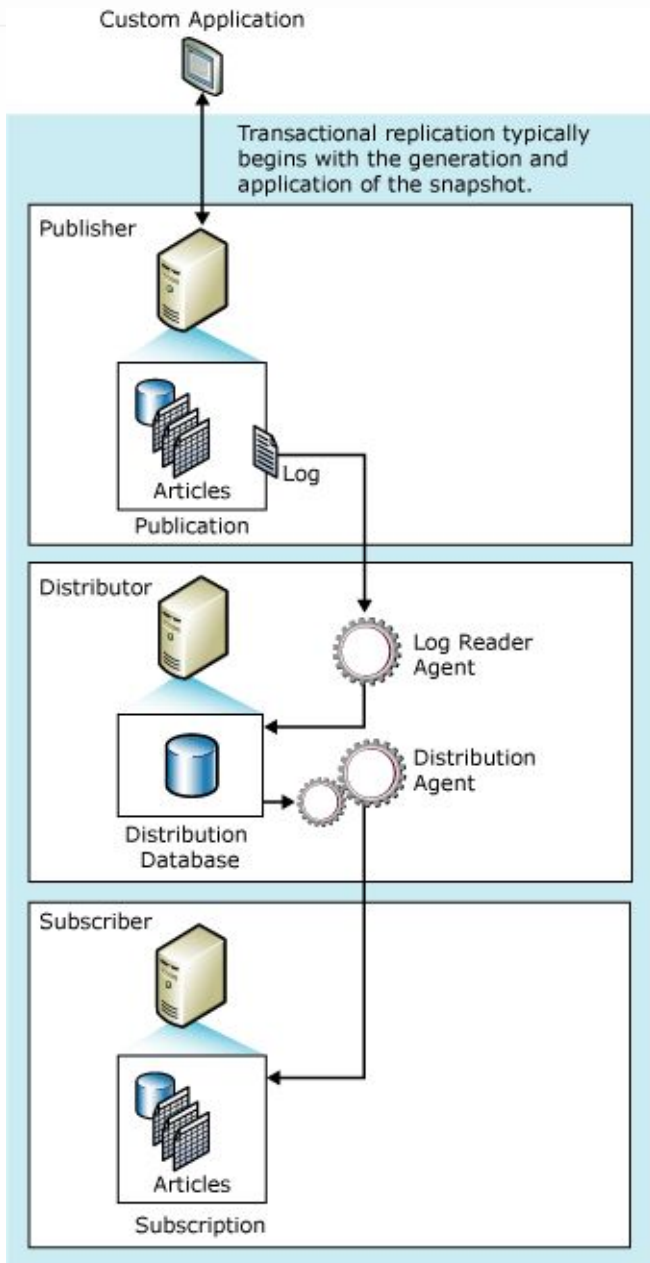 Custom Application
Transactional replication typically
begins with the generation and
application of the snapshot.
Publisher
Articles
Log
Publication
Distributor
Log Reader
Agent
Distribution
Agent
Distribution
Database
Subscriber
Articles
Subscription